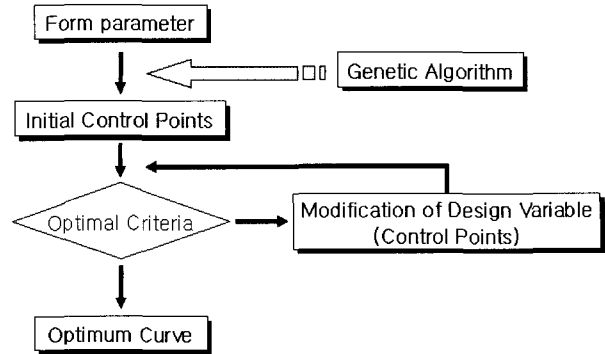 Form parameter
Genetic Algorithm
Initial Control Points
Optimal Criteria
Modification of Design Variable
(Control Points)
Optimum Curve